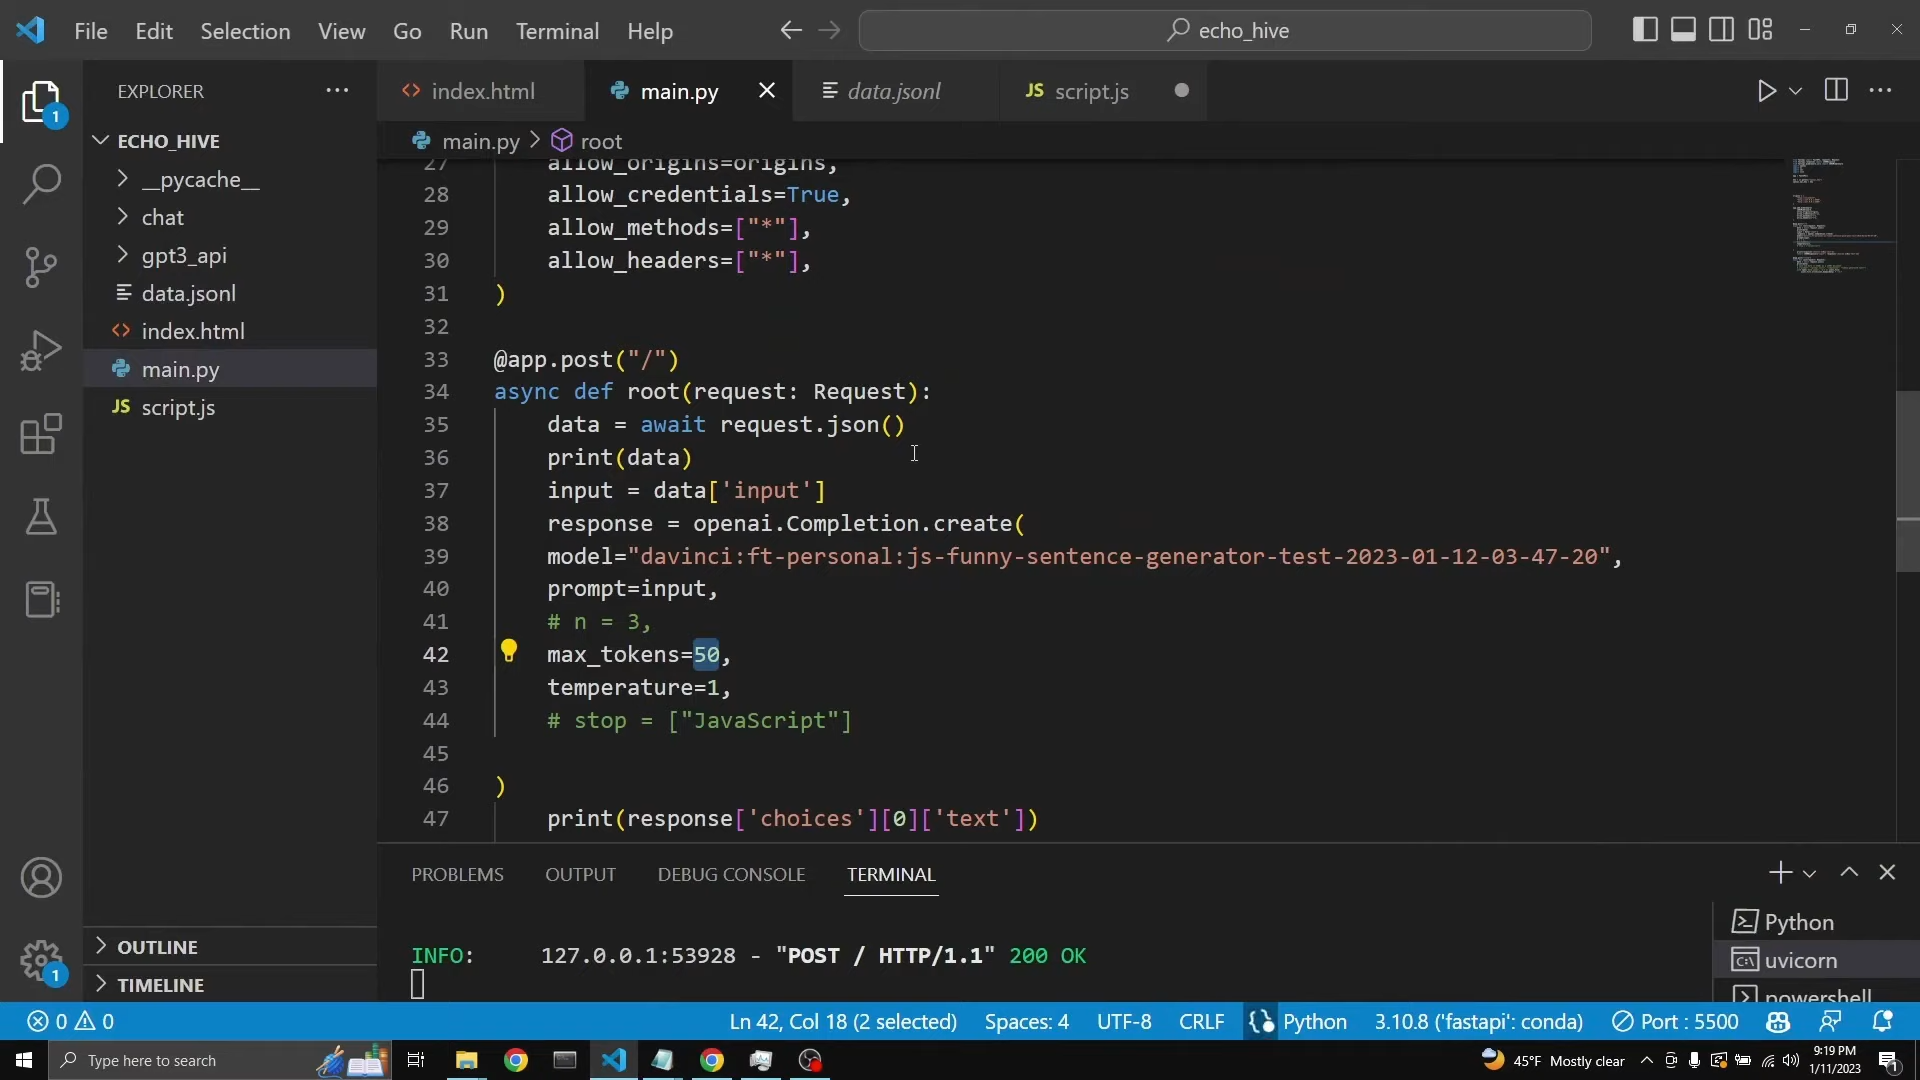 File Edit Selection View Go Run Terminal Help
echo_hive
EXPLORER
index.html
main.py
data.jsonl
JS script.js
1
ECHO_HIVE
__pycache__
chat
gpt3_api
data.jsonl
index.html
main.py
JS script.js
main.py > root
27 allow_origins=origins,
28 allow_credentials=True,
29 allow_methods=["*"],
30 allow_headers=["*"],
31 )
32
33 @app.post("/")
34 async def root(request: Request):
35 data = await request.json()
36 print(data)
37 input = data['input']
38 response = openai.Completion.create(
39 model="davinci:ft-personal:js-funny-sentence-generator-test-2023-01-12-03-47-20",
40 prompt=input,
41 # n = 3,
42 max_tokens=50,
43 temperature=1,
44 # stop = ["JavaScript"]
45
46 )
47 print(response['choices'][0]['text'])
PROBLEMS OUTPUT DEBUG CONSOLE TERMINAL
INFO: 127.0.0.1:53928 - "POST / HTTP/1.1" 200 OK
Python
uvicorn
powershell
OUTLINE
TIMELINE
1
0 0
Ln 42, Col 18 (2 selected) Spaces: 4 UTF-8 CRLF Python 3.10.8 ('fastapi': conda) Port : 5500
Type here to search
45°F Mostly clear
9:19 PM
1/11/2023
1